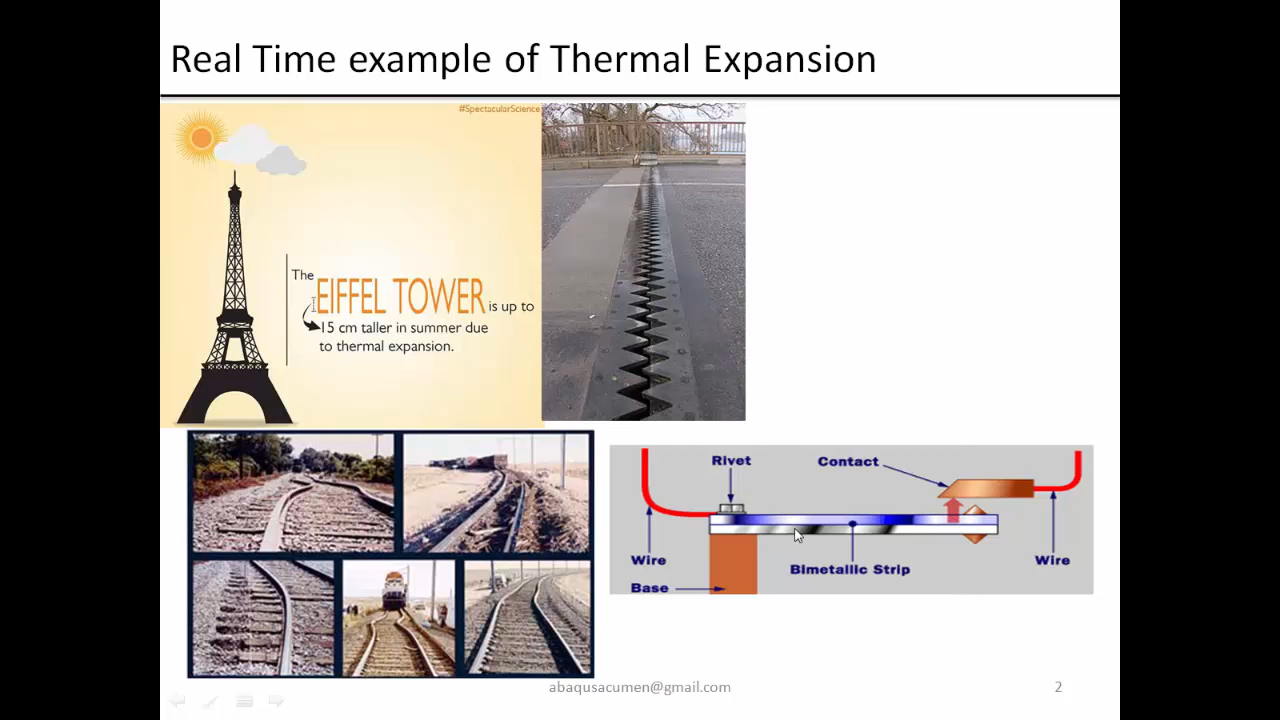 Real Time example of Thermal Expansion
#SpectacularScience
The
EIFFEL TOWER is up to
15 cm taller in summer due
to thermal expansion.
Rivet
Contact
Wire
Wire
Bimetallic Strip
Base
abaqusacumen@gmail.com
2